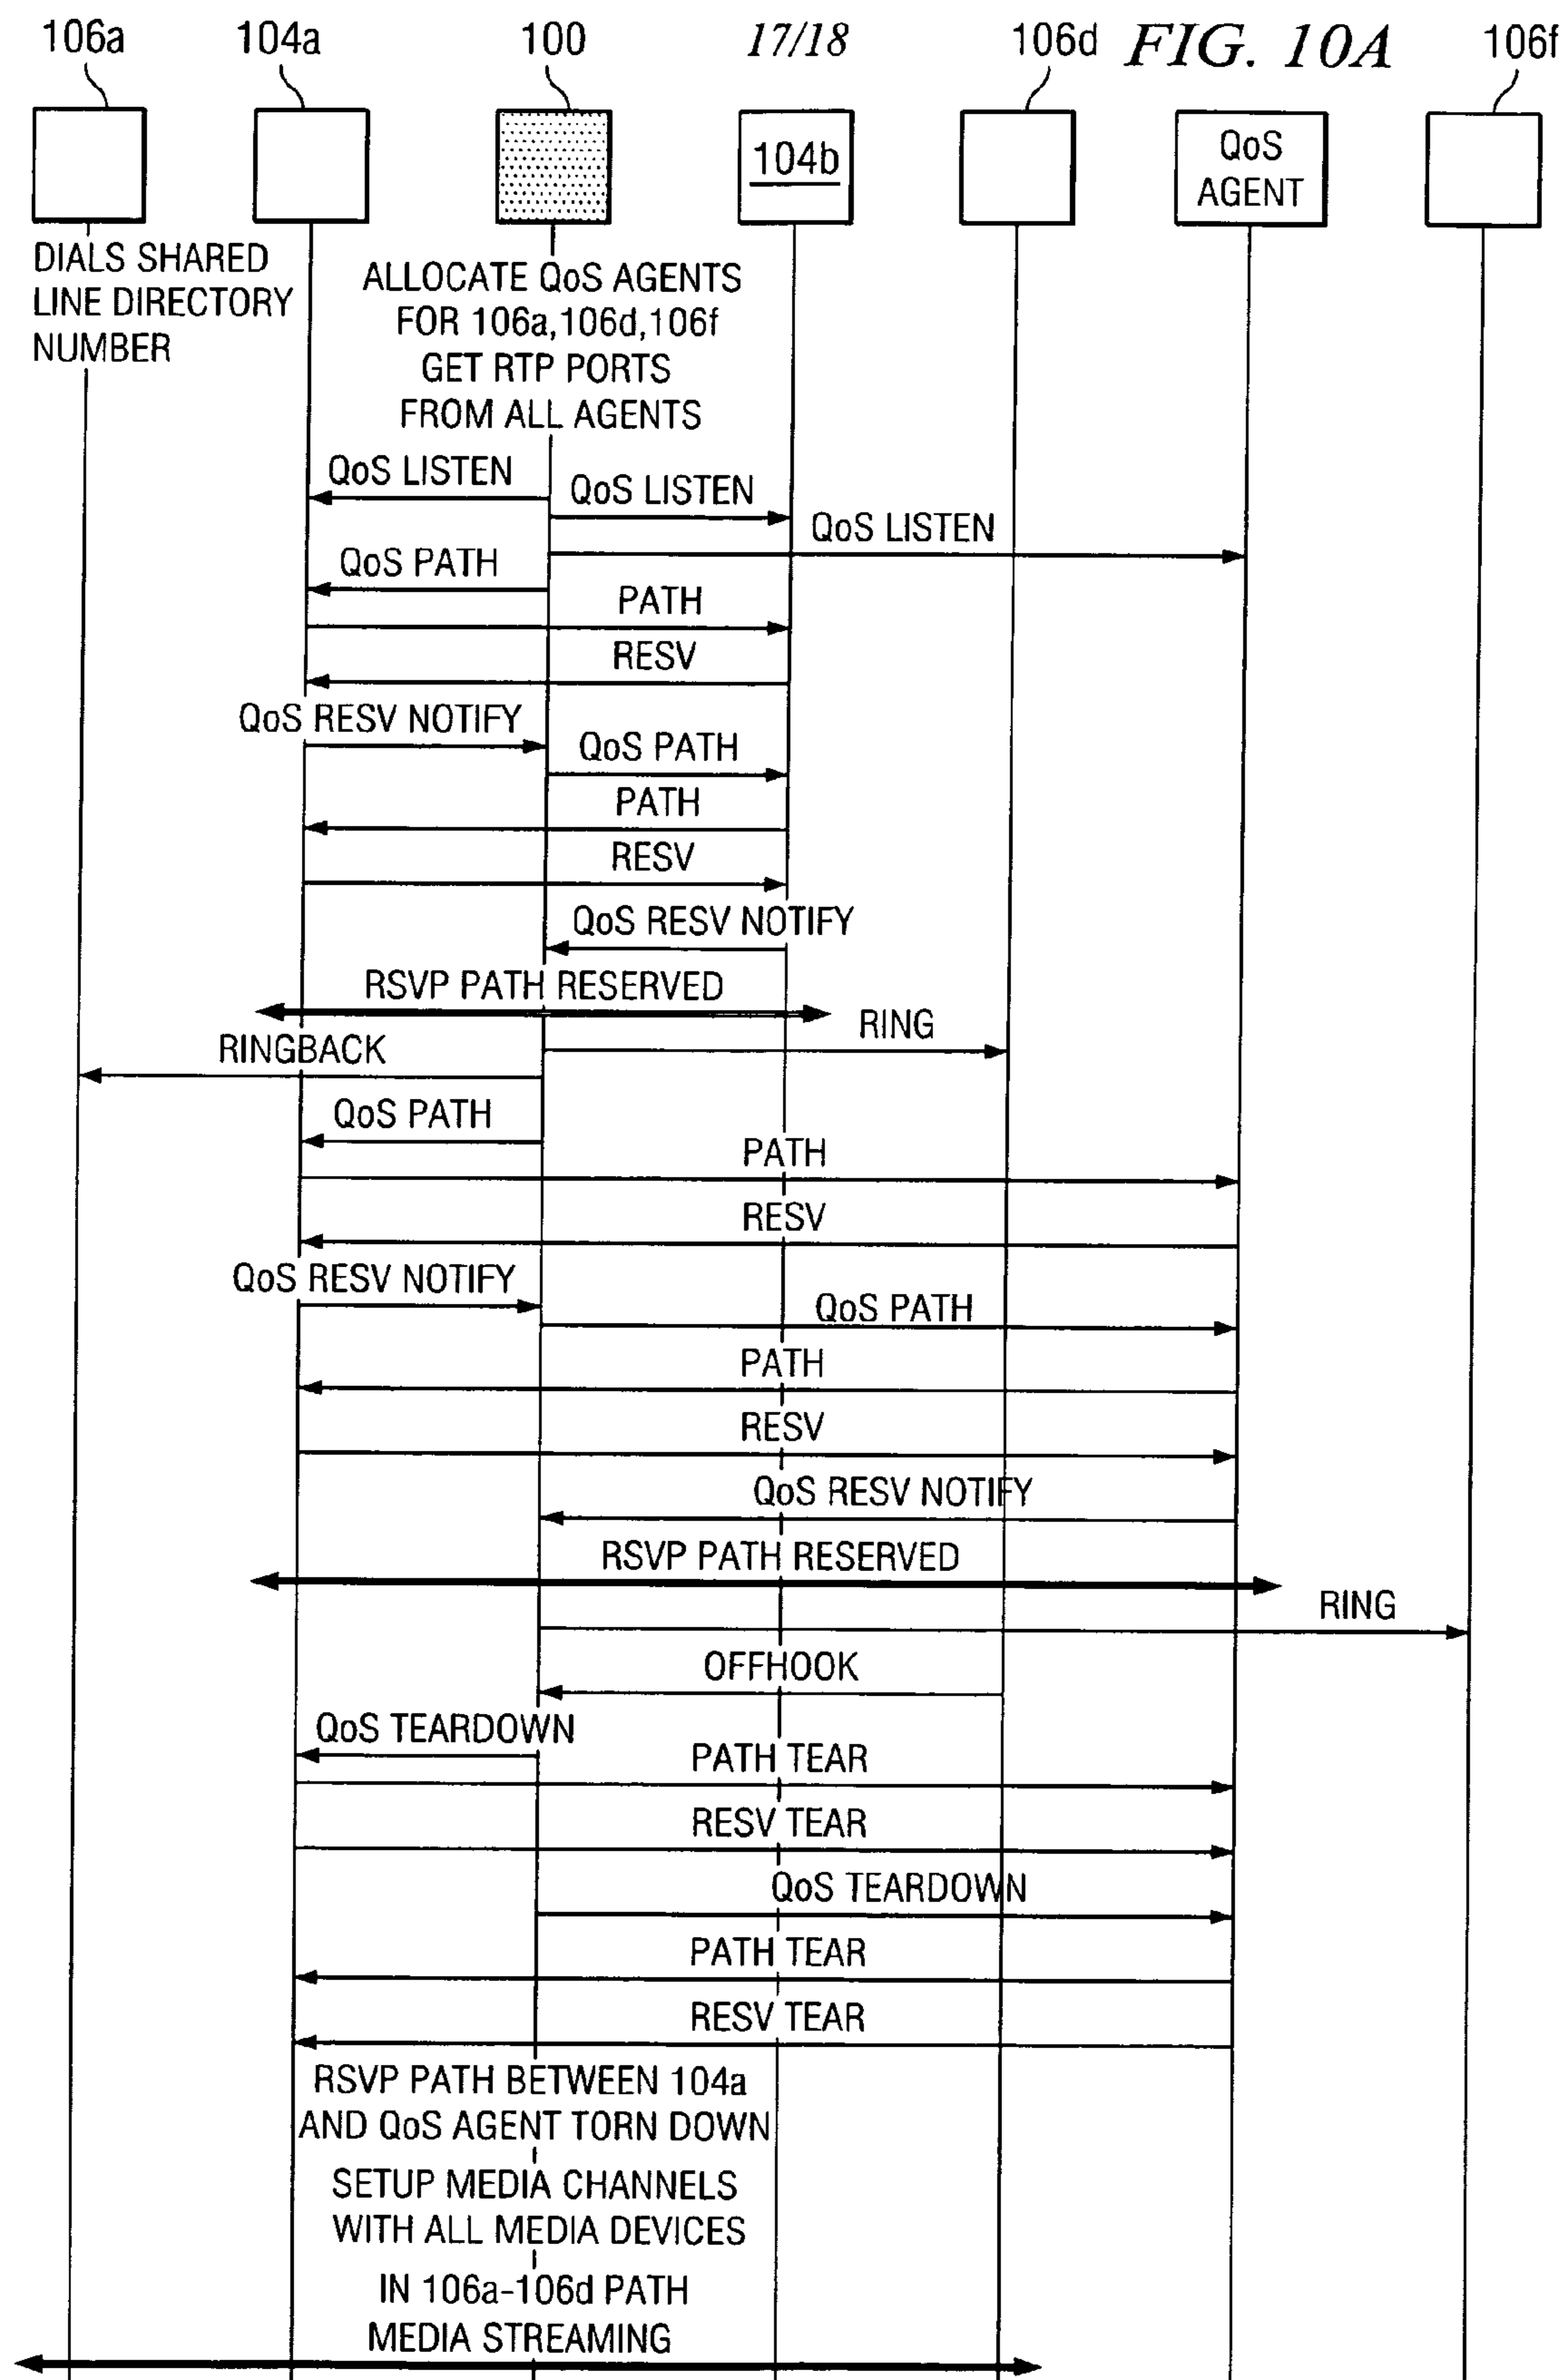 106a 104a 100 17/18 106d FIG. 10A 106f
104b
QoS
AGENT
DIALS SHARED
LINE DIRECTORY
NUMBER
ALLOCATE QoS AGENTS
FOR 106a,106d,106f
GET RTP PORTS
FROM ALL AGENTS
QoS LISTEN
QoS LISTEN
QoS LISTEN
QoS PATH
PATH
RESV
QoS RESV NOTIFY
QoS PATH
PATH
RESV
QoS RESV NOTIFY
RSVP PATH RESERVED
RING
RINGBACK
QoS PATH
PATH
RESV
QoS RESV NOTIFY
QoS PATH
PATH
RESV
QoS RESV NOTIFY
RSVP PATH RESERVED
RING
OFFHOOK
QoS TEARDOWN
PATH TEAR
RESV TEAR
QoS TEARDOWN
PATH TEAR
RESV TEAR
RSVP PATH BETWEEN 104a
AND QoS AGENT TORN DOWN
SETUP MEDIA CHANNELS
WITH ALL MEDIA DEVICES
IN 106a-106d PATH
MEDIA STREAMING